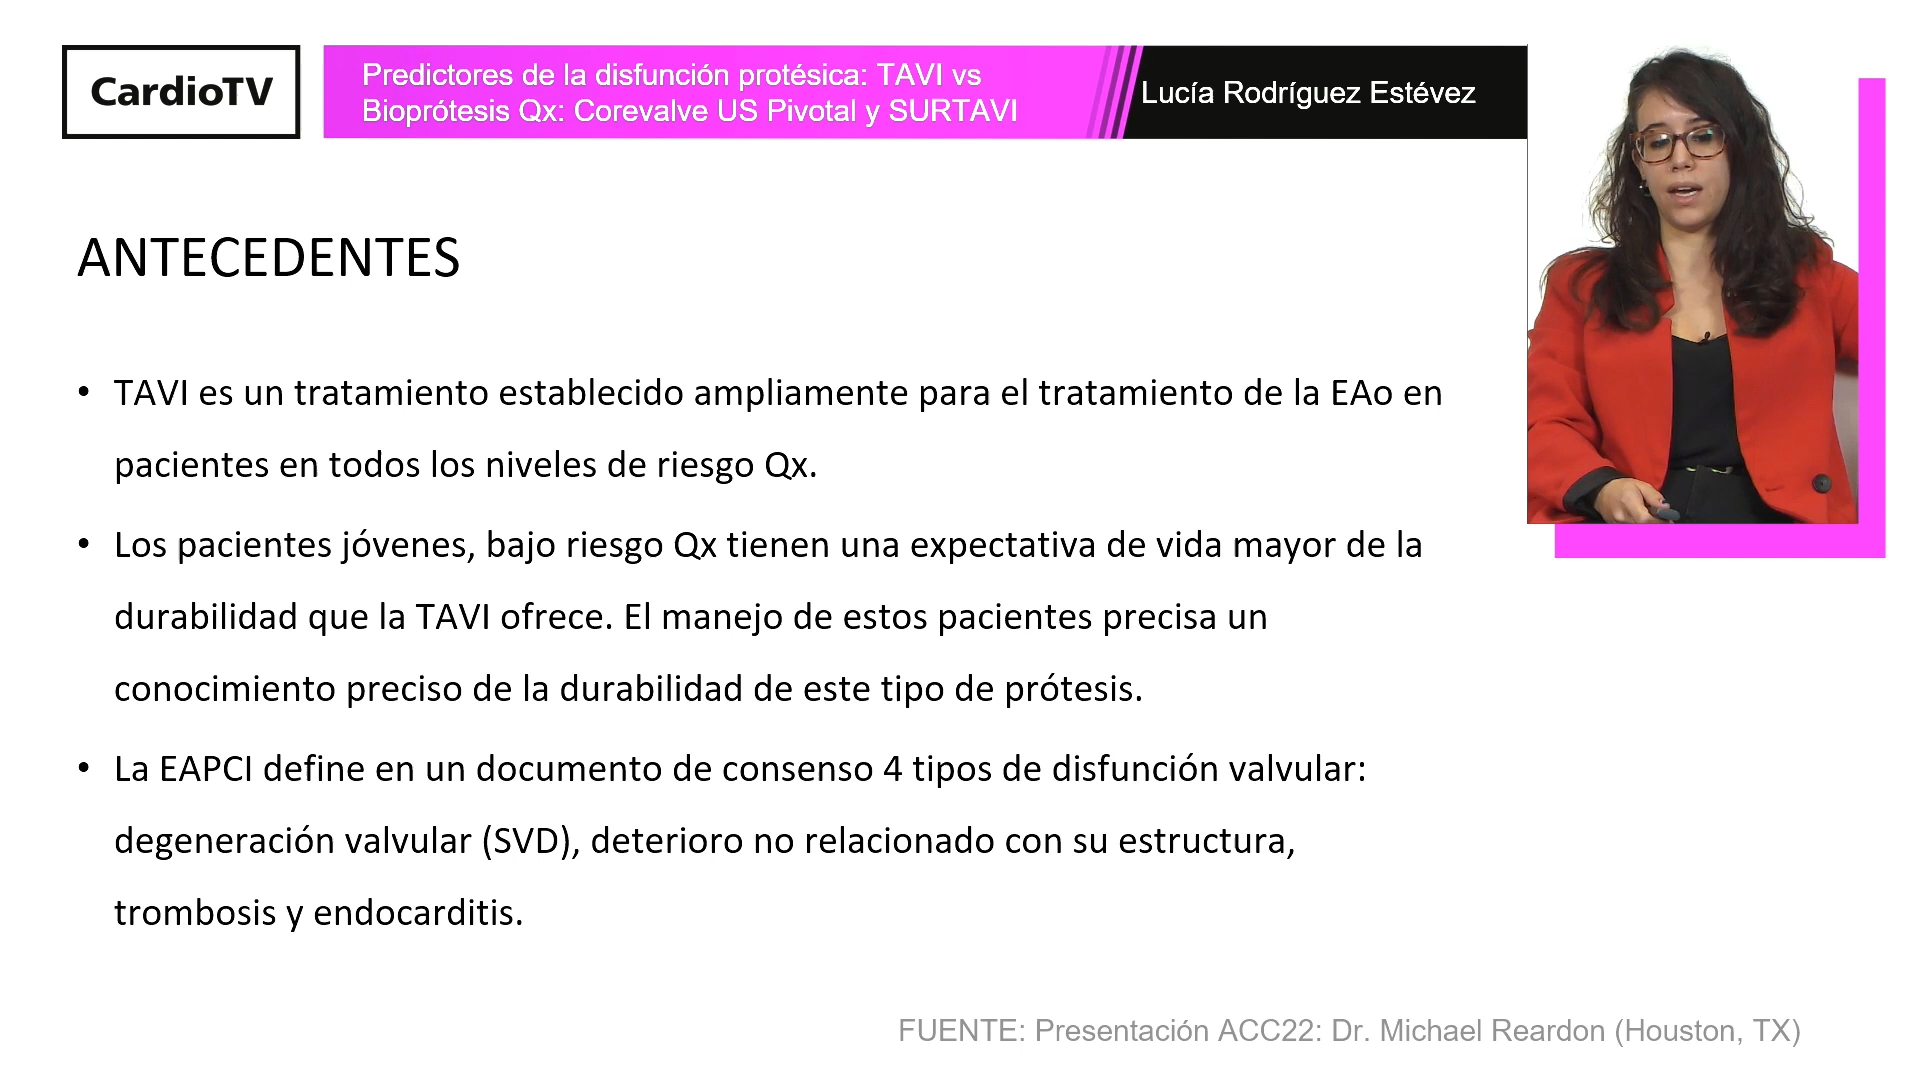 CardioTV
Predictores de la disfunción protésica: TAVI vs
Bioprótesis Qx: Corevalve US Pivotal y SURTAVI
Lucía Rodríguez Estévez
ANTECEDENTES
• TAVI es un tratamiento establecido ampliamente para el tratamiento de la EAo en
pacientes en todos los niveles de riesgo Qx.
• Los pacientes jóvenes, bajo riesgo Qx tienen una expectativa de vida mayor de la
durabilidad que la TAVI ofrece. El manejo de estos pacientes precisa un
conocimiento preciso de la durabilidad de este tipo de prótesis.
• La EAPCI define en un documento de consenso 4 tipos de disfunción valvular:
degeneración valvular (SVD), deterioro no relacionado con su estructura,
trombosis y endocarditis.
FUENTE: Presentación ACC22: Dr. Michael Reardon (Houston, TX)